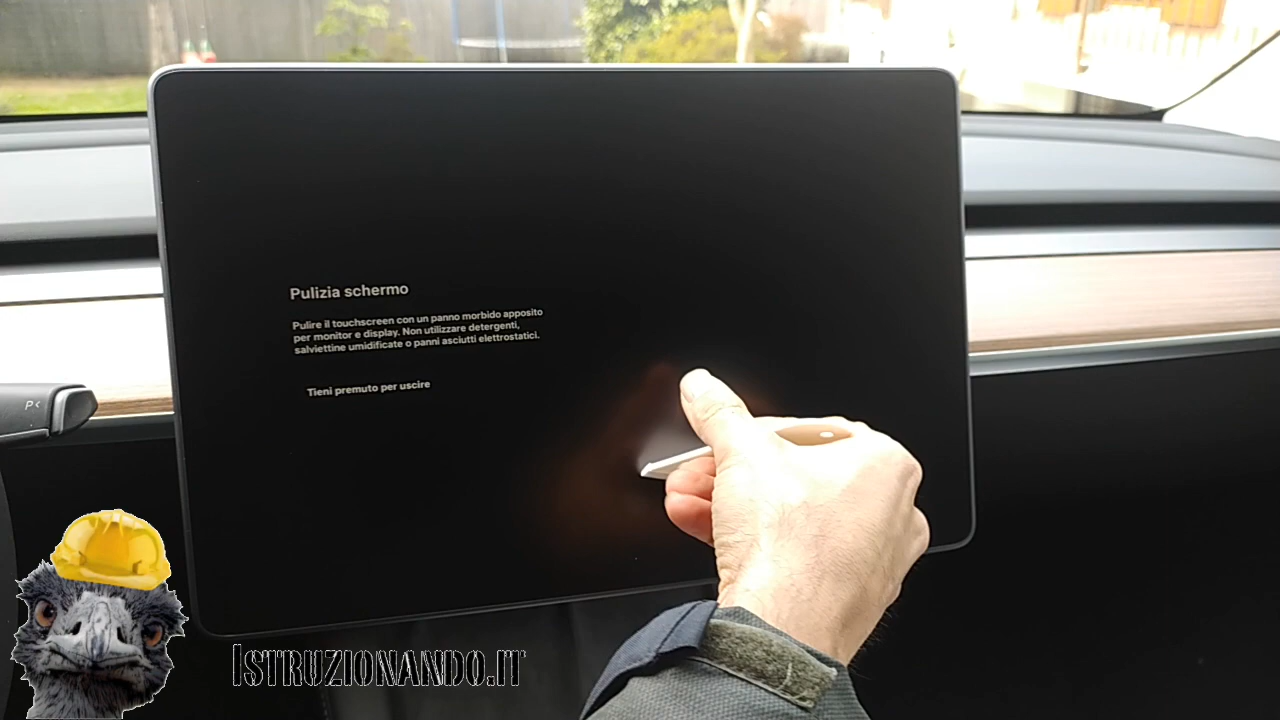 Pulizia schermo
Pulire il touchscreen con un panno morbido apposito
per monitor e display. Non utilizzare detergenti,
salviettine umidificate o panni asciutti elettrostatici.
Tieni premuto per uscire
P<
Istruzionando.it